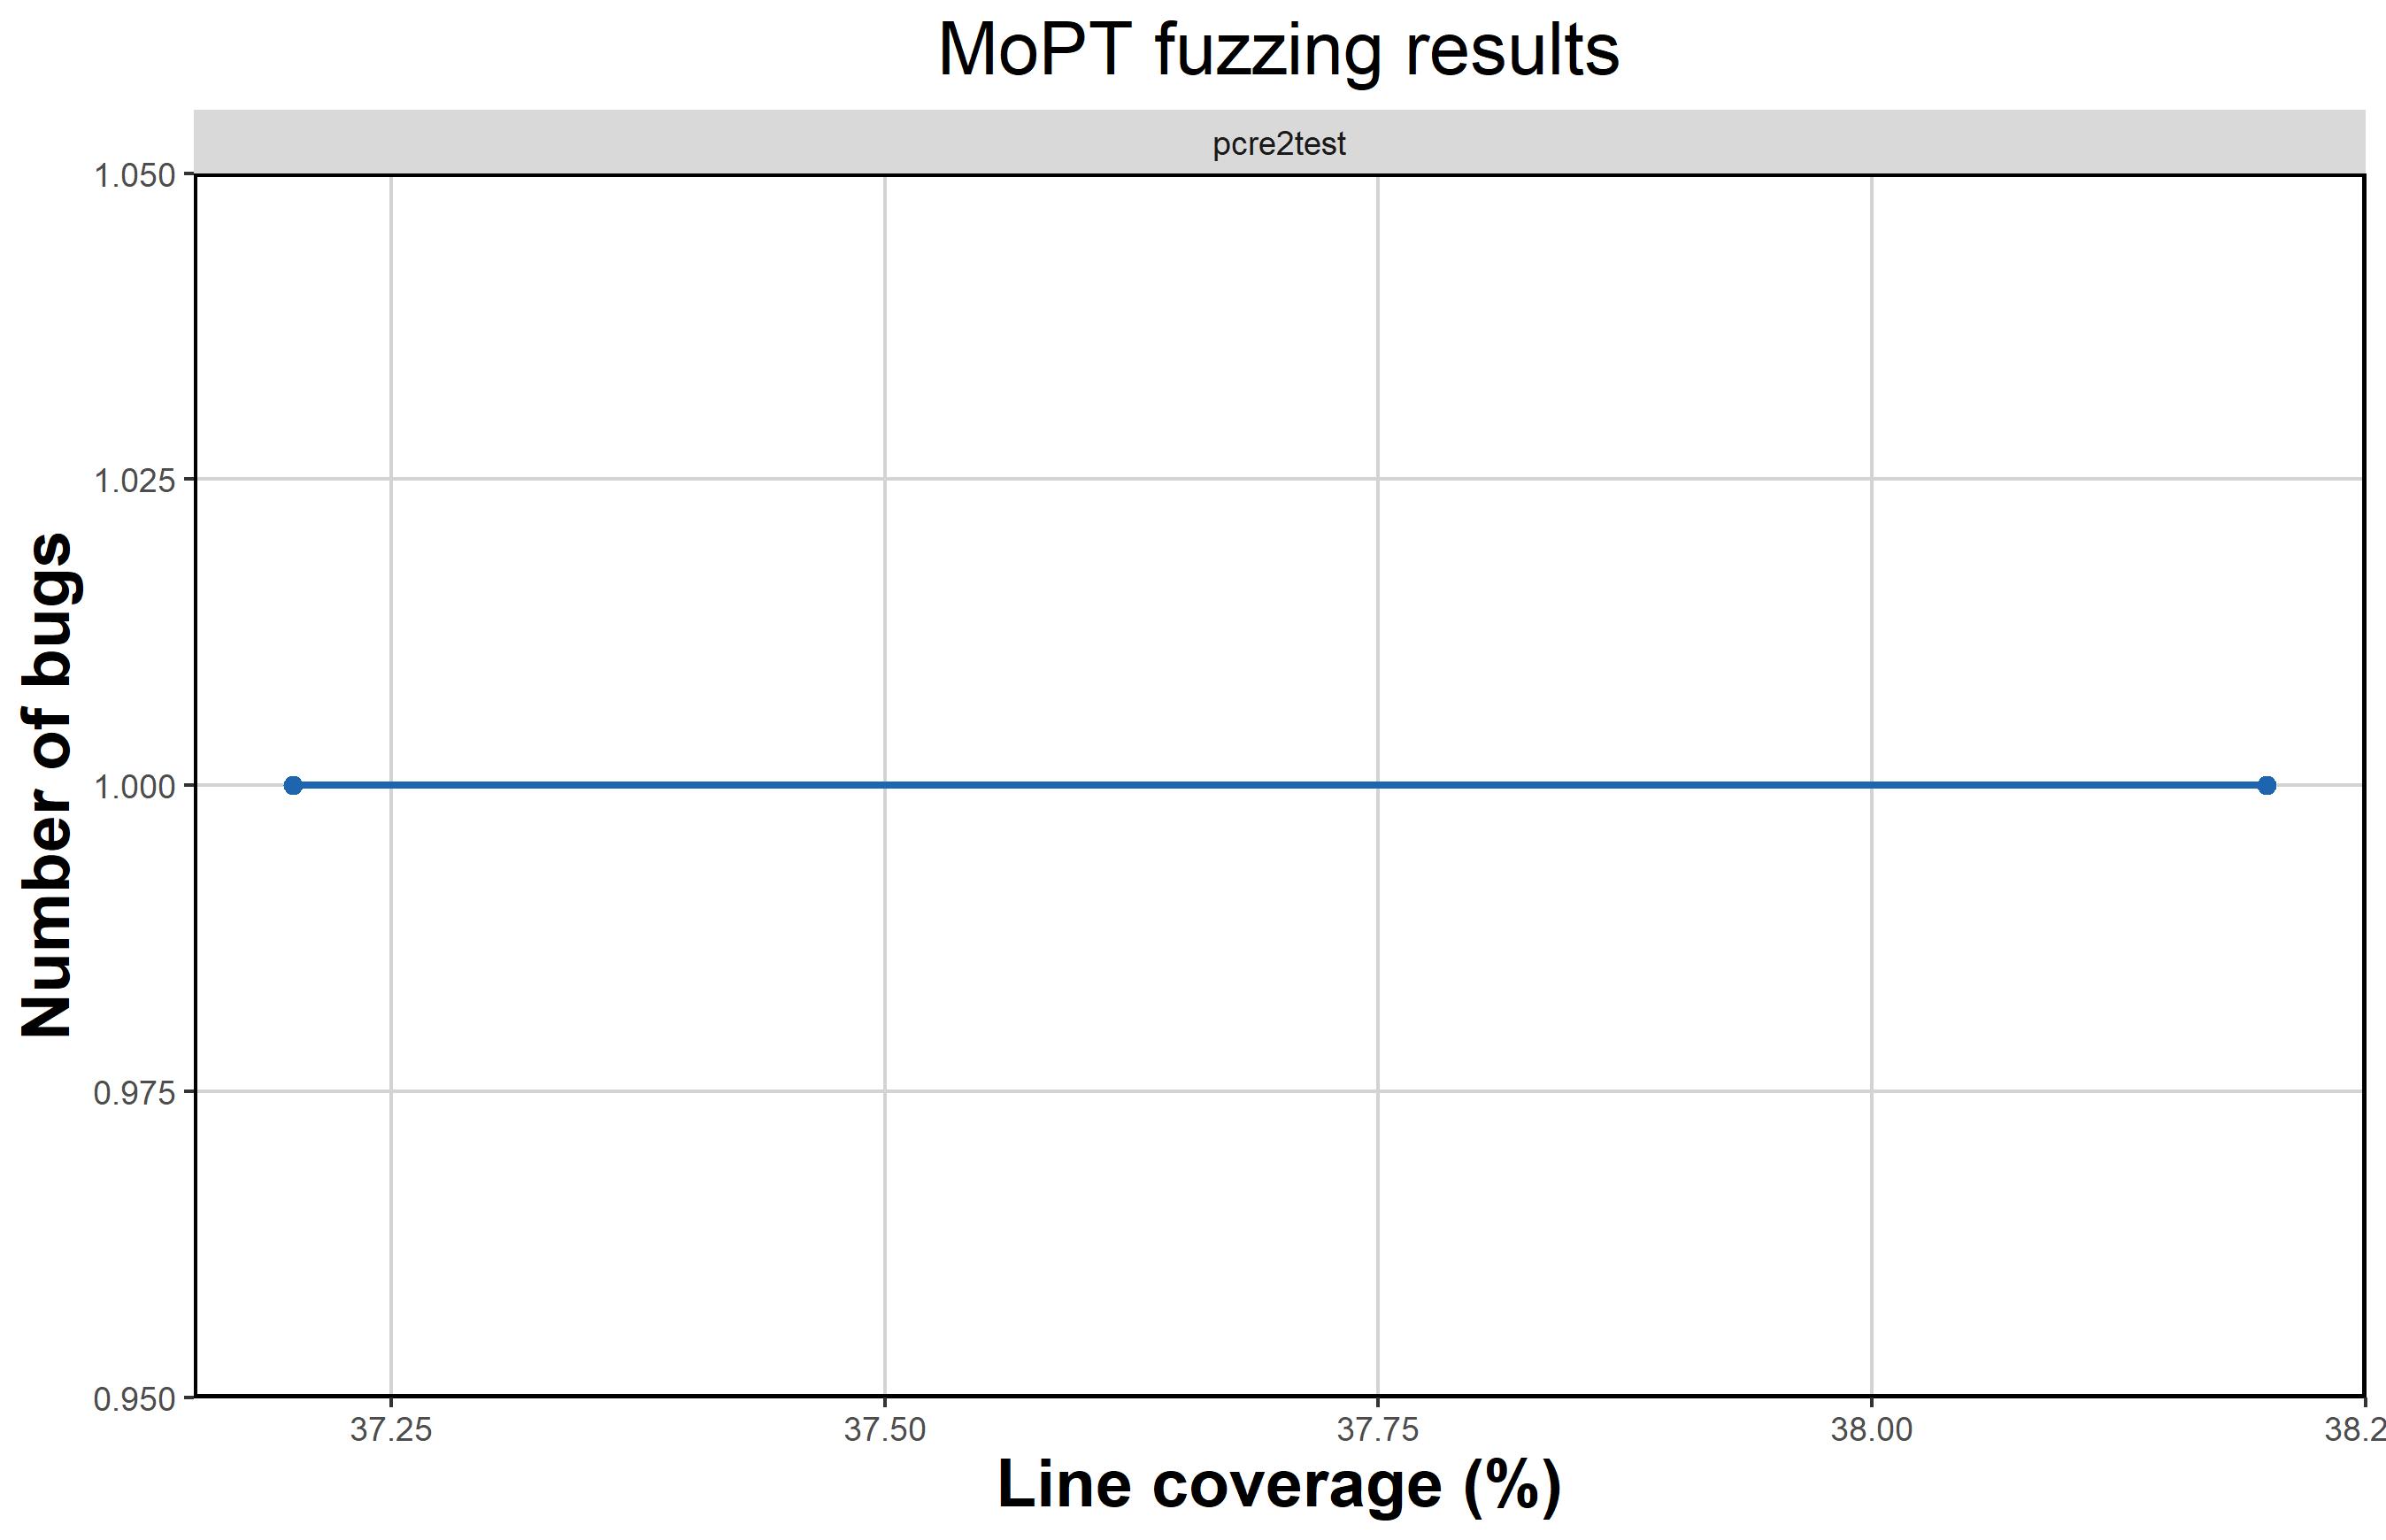 MoPT fuzzing results
pcre2test
1.050
1.025
1.000
0.975
0.950
Number of bugs
37.25
37.50
37.75
38.00
38.2
Line coverage (%)